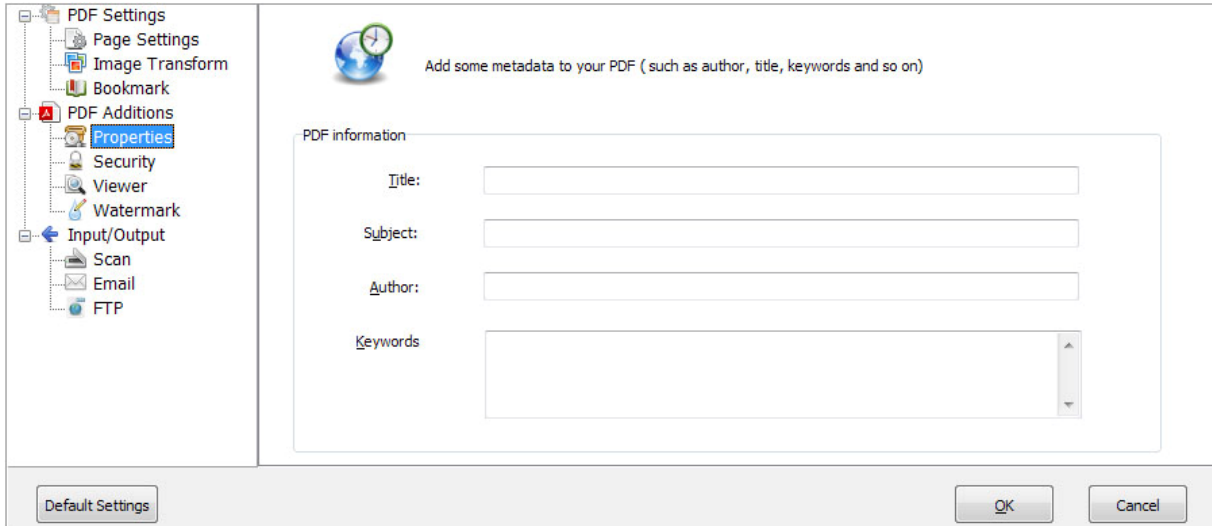 PDF Settings
Page Settings
Image Transform
Bookmark
PDF Additions
Properties
Security
Viewer
Watermark
Input/Output
Scan
Email
FTP
Add some metadata to your PDF ( such as author, title, keywords and so on)
PDF information
Title:
Subject:
Author:
Keywords
Default Settings
OK
Cancel